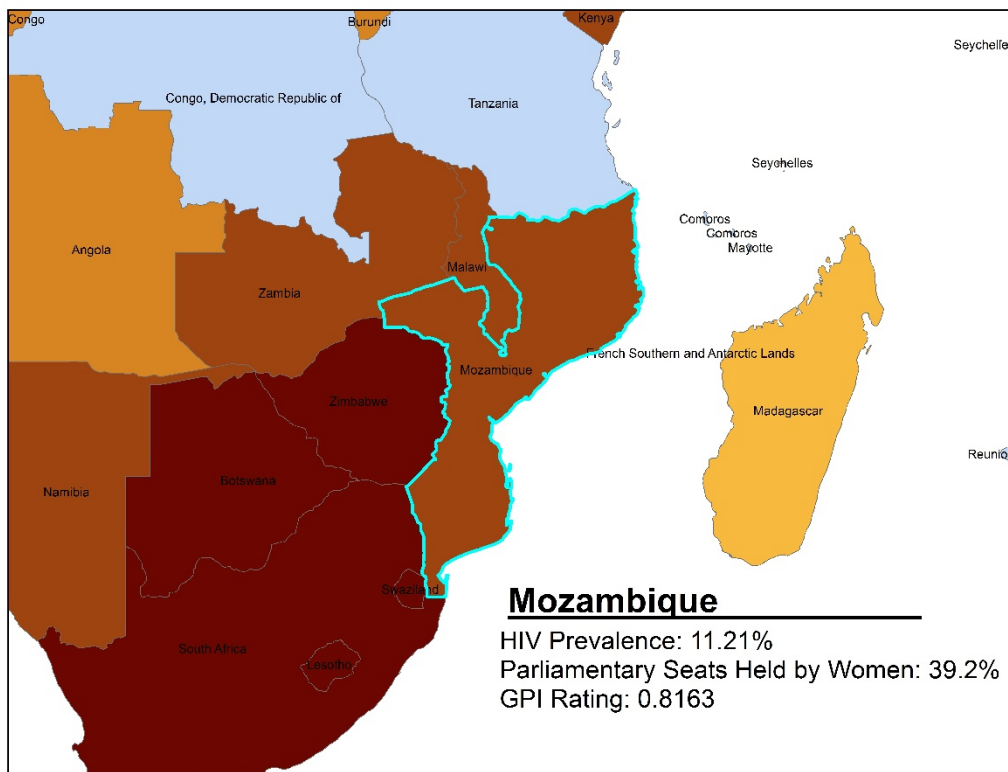 Congo
Burundi
Kenya
Seychelle
Congo, Democratic Republic of
Tanzania
Seychelles
Comoros
Comoros
Mayotte
Angola
Malawi
Zambia
French Southern and Antarctic Lands
Mozambique
Zimbabwe
Madagascar
Reunio
Botswana
Namibia
Swaziland
South Africa
Lesotho
Mozambique
HIV Prevalence: 11.21%
Parliamentary Seats Held by Women: 39.2%
GPI Rating: 0.8163